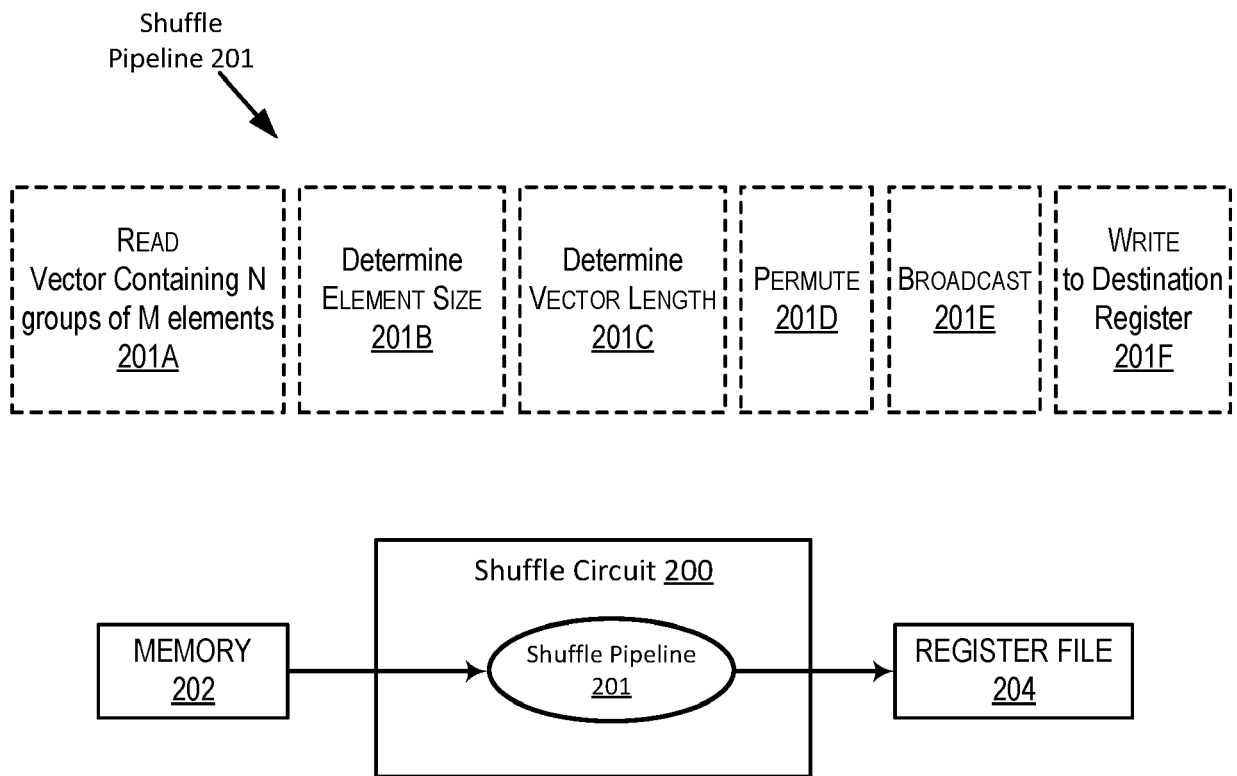 Shuffle
Pipeline 201
READ
Vector Containing N
groups of M elements
201A
Determine
ELEMENT SIZE
201B
Determine
VECTOR LENGTH
201C
PERMUTE
201D
BROADCAST
201E
WRITE
to Destination
Register
201F
Shuffle Circuit 200
MEMORY
202
Shuffle Pipeline
201
REGISTER FILE
204